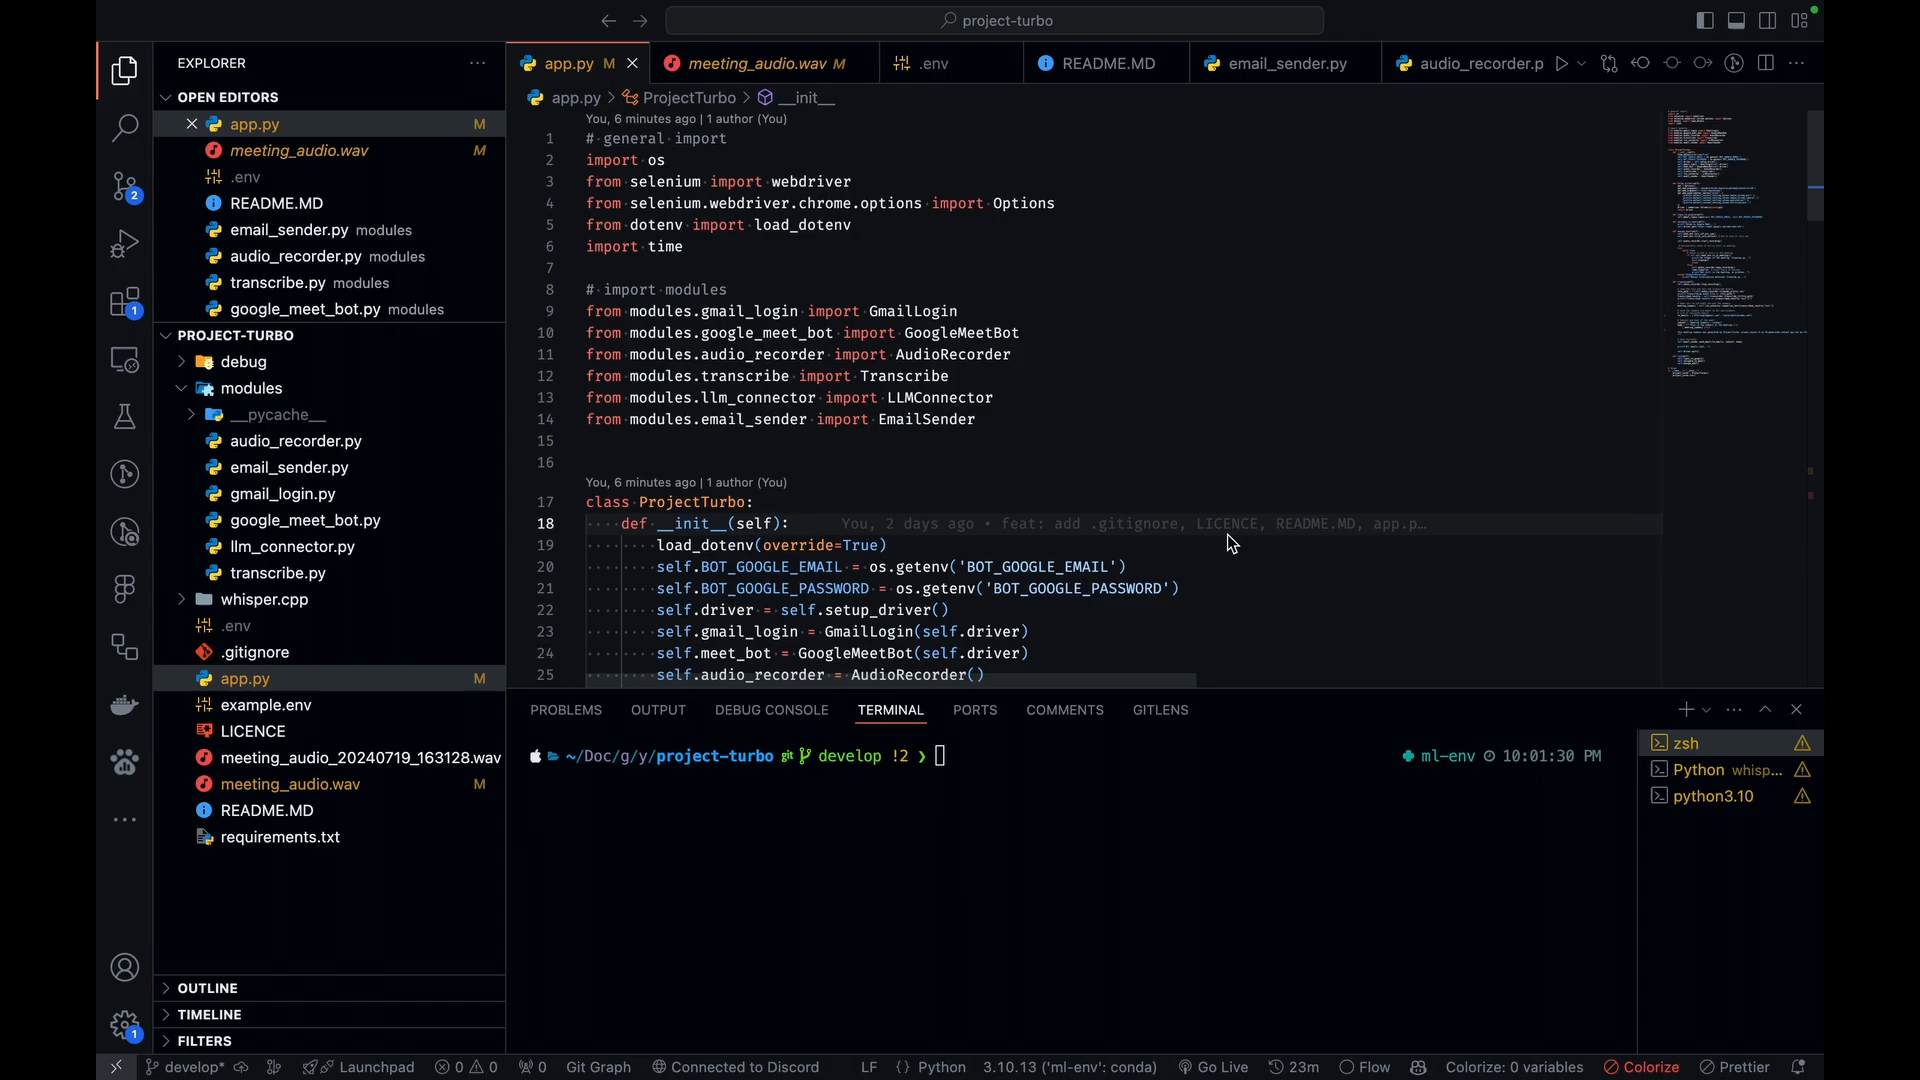 project-turbo
EXPLORER
OPEN EDITORS
app.py M
meeting_audio.wav M
.env
README.MD
email_sender.py modules
audio_recorder.py modules
transcribe.py modules
google_meet_bot.py modules
PROJECT-TURBO
debug
modules
__pycache__
audio_recorder.py
email_sender.py
gmail_login.py
google_meet_bot.py
llm_connector.py
transcribe.py
whisper.cpp
.env
.gitignore
app.py M
example.env
LICENCE
meeting_audio_20240719_163128.wav
meeting_audio.wav M
README.MD
requirements.txt
OUTLINE
TIMELINE
FILTERS
2
1
1
app.py M
meeting_audio.wav M
.env
README.MD
email_sender.py
audio_recorder.p
app.py > ProjectTurbo > __init__
You, 6 minutes ago | 1 author (You)
1 # general import
2 import os
3 from selenium import webdriver
4 from selenium.webdriver.chrome.options import Options
5 from dotenv import load_dotenv
6 import time
7
8 # import modules
9 from modules.gmail_login import GmailLogin
10 from modules.google_meet_bot import GoogleMeetBot
11 from modules.audio_recorder import AudioRecorder
12 from modules.transcribe import Transcribe
13 from modules.llm_connector import LLMConnector
14 from modules.email_sender import EmailSender
15
16
You, 6 minutes ago | 1 author (You)
17 class ProjectTurbo:
18 def __init__(self): You, 2 days ago • feat: add .gitignore, LICENCE, README.MD, app.p…
19 load_dotenv(override=True)
20 self.BOT_GOOGLE_EMAIL = os.getenv('BOT_GOOGLE_EMAIL')
21 self.BOT_GOOGLE_PASSWORD = os.getenv('BOT_GOOGLE_PASSWORD')
22 self.driver = self.setup_driver()
23 self.gmail_login = GmailLogin(self.driver)
24 self.meet_bot = GoogleMeetBot(self.driver)
25 self.audio_recorder = AudioRecorder()
PROBLEMS OUTPUT DEBUG CONSOLE TERMINAL PORTS COMMENTS GITLENS
~/Doc/g/y/project-turbo git develop !2 ❯ ml-env 10:01:30 PM
zsh
Python whisp...
python3.10
develop* Launchpad 0 0 0 Git Graph Connected to Discord LF {} Python 3.10.13 ('ml-env': conda) Go Live 23m Flow Colorize: 0 variables Colorize Prettier